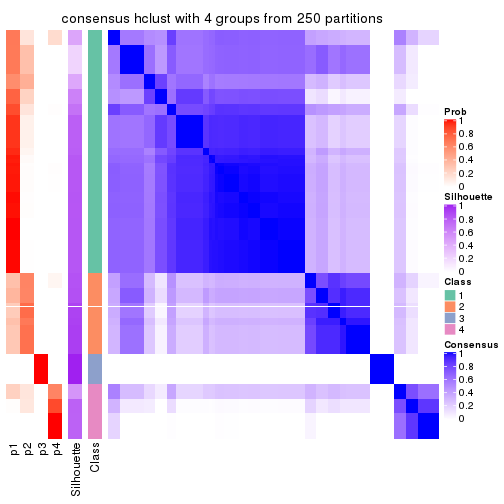 consensus hclust with 4 groups from 250 partitions
Prob
1
0.8
0.6
0.4
0.2
0
Silhouette
1
0.8
0.6
0.4
0.2
0
Class
1
2
3
4
Consensus
1
0.8
0.6
0.4
0.2
0
p1
p2
p3
p4
Silhouette
Class